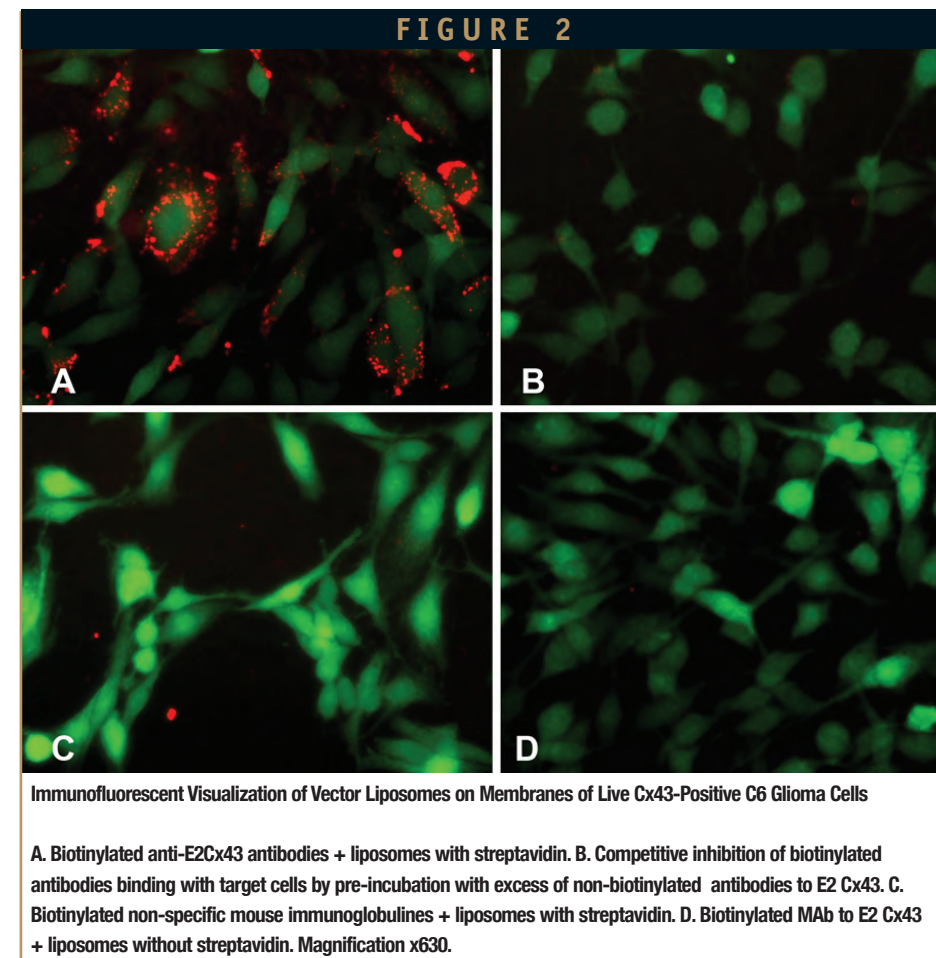 FIGURE 2
A
B
C
D
Immunofluorescent Visualization of Vector Liposomes on Membranes of Live Cx43-Positive C6 Glioma Cells
A. Biotinylated anti-E2Cx43 antibodies + liposomes with streptavidin. B. Competitive inhibition of biotinylated
antibodies binding with target cells by pre-incubation with excess of non-biotinylated antibodies to E2 Cx43. C.
Biotinylated non-specific mouse immunoglobulines + liposomes with streptavidin. D. Biotinylated MAb to E2 Cx43
+ liposomes without streptavidin. Magnification x630.